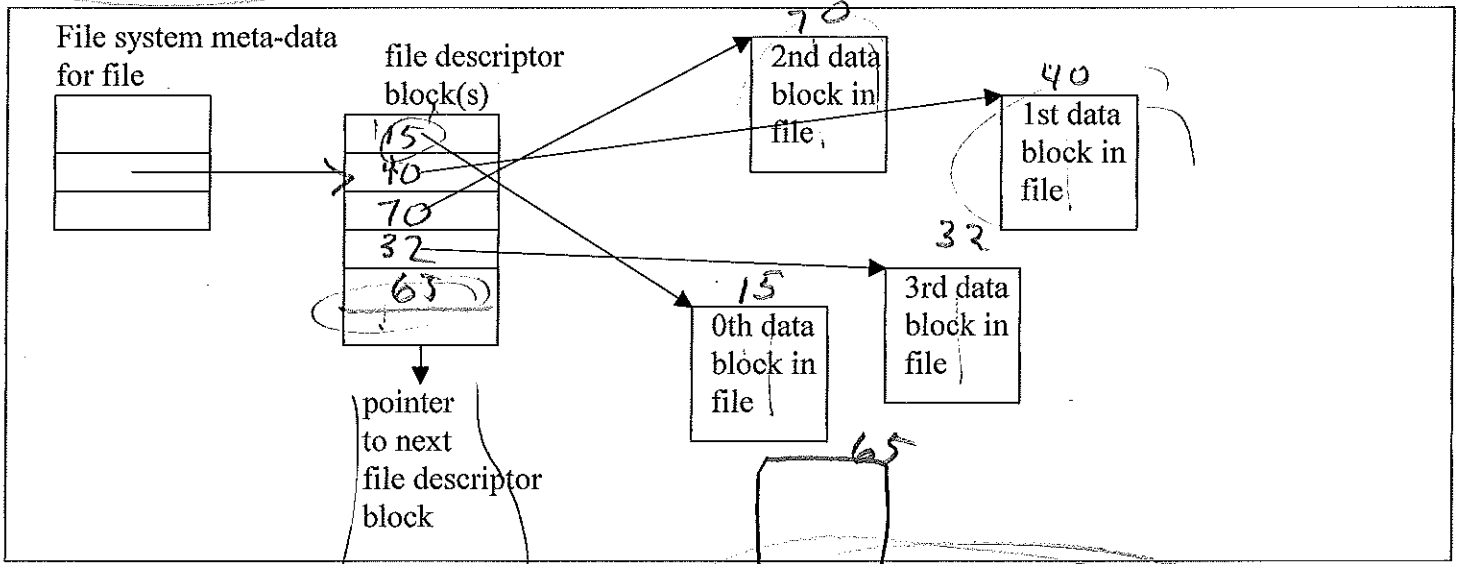 File system meta-data
for file
file descriptor
block(s)
15
40
70
32
65
pointer
to next
file descriptor
block
70
2nd data
block in
file
40
1st data
block in
file
15
0th data
block in
file
32
3rd data
block in
file
65